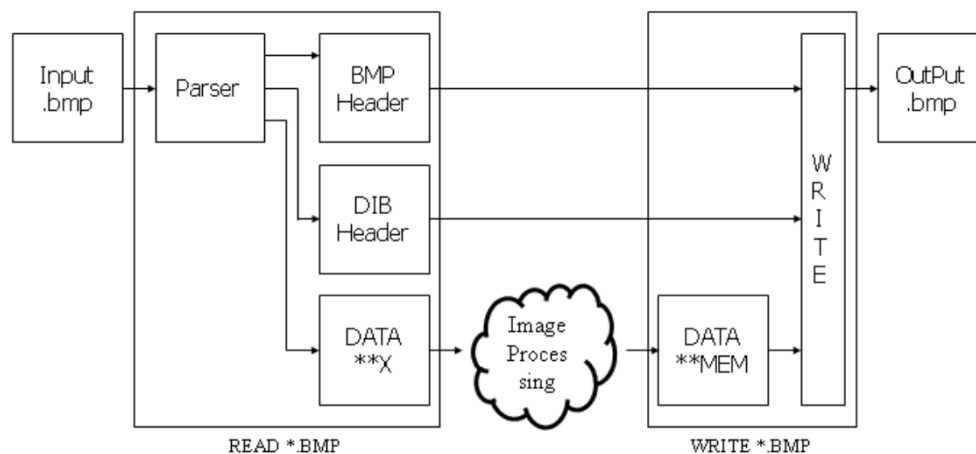 Input
.bmp
Parser
BMP
Header
DIB
Header
DATA
**X
READ *.BMP
Image
Proces
sing
DATA
**MEM
W
R
I
T
E
WRITE *.BMP
OutPut
.bmp